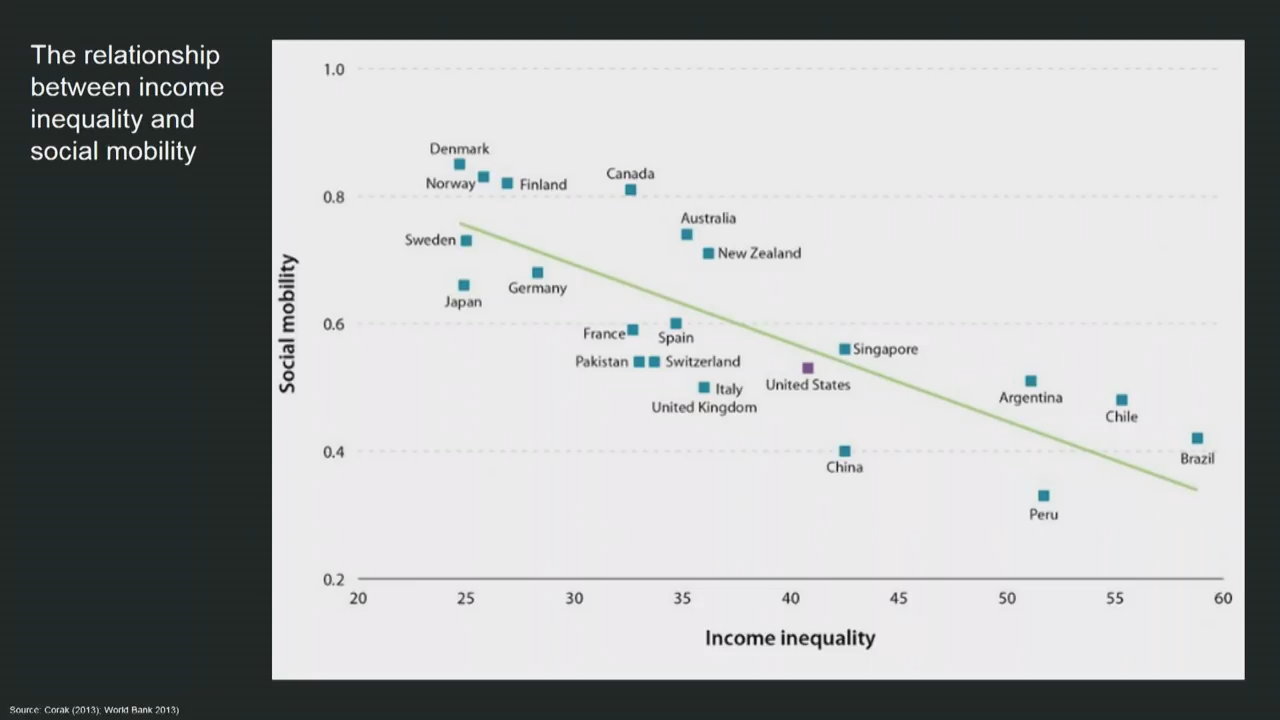 The relationship
between income
inequality and
social mobility
1.0
Denmark
Canada
Norway
Finland
0.8
Australia
Sweden
New Zealand
Germany
Japan
0.6
France
Spain
Singapore
Pakistan
Switzerland
United States
Italy
United Kingdom
Argentina
Chile
0.4
China
Brazil
Peru
0.2
Social mobility
20 25 30 35 40 45 50 55 60
Income inequality
Source: Corak (2013); World Bank 2013)